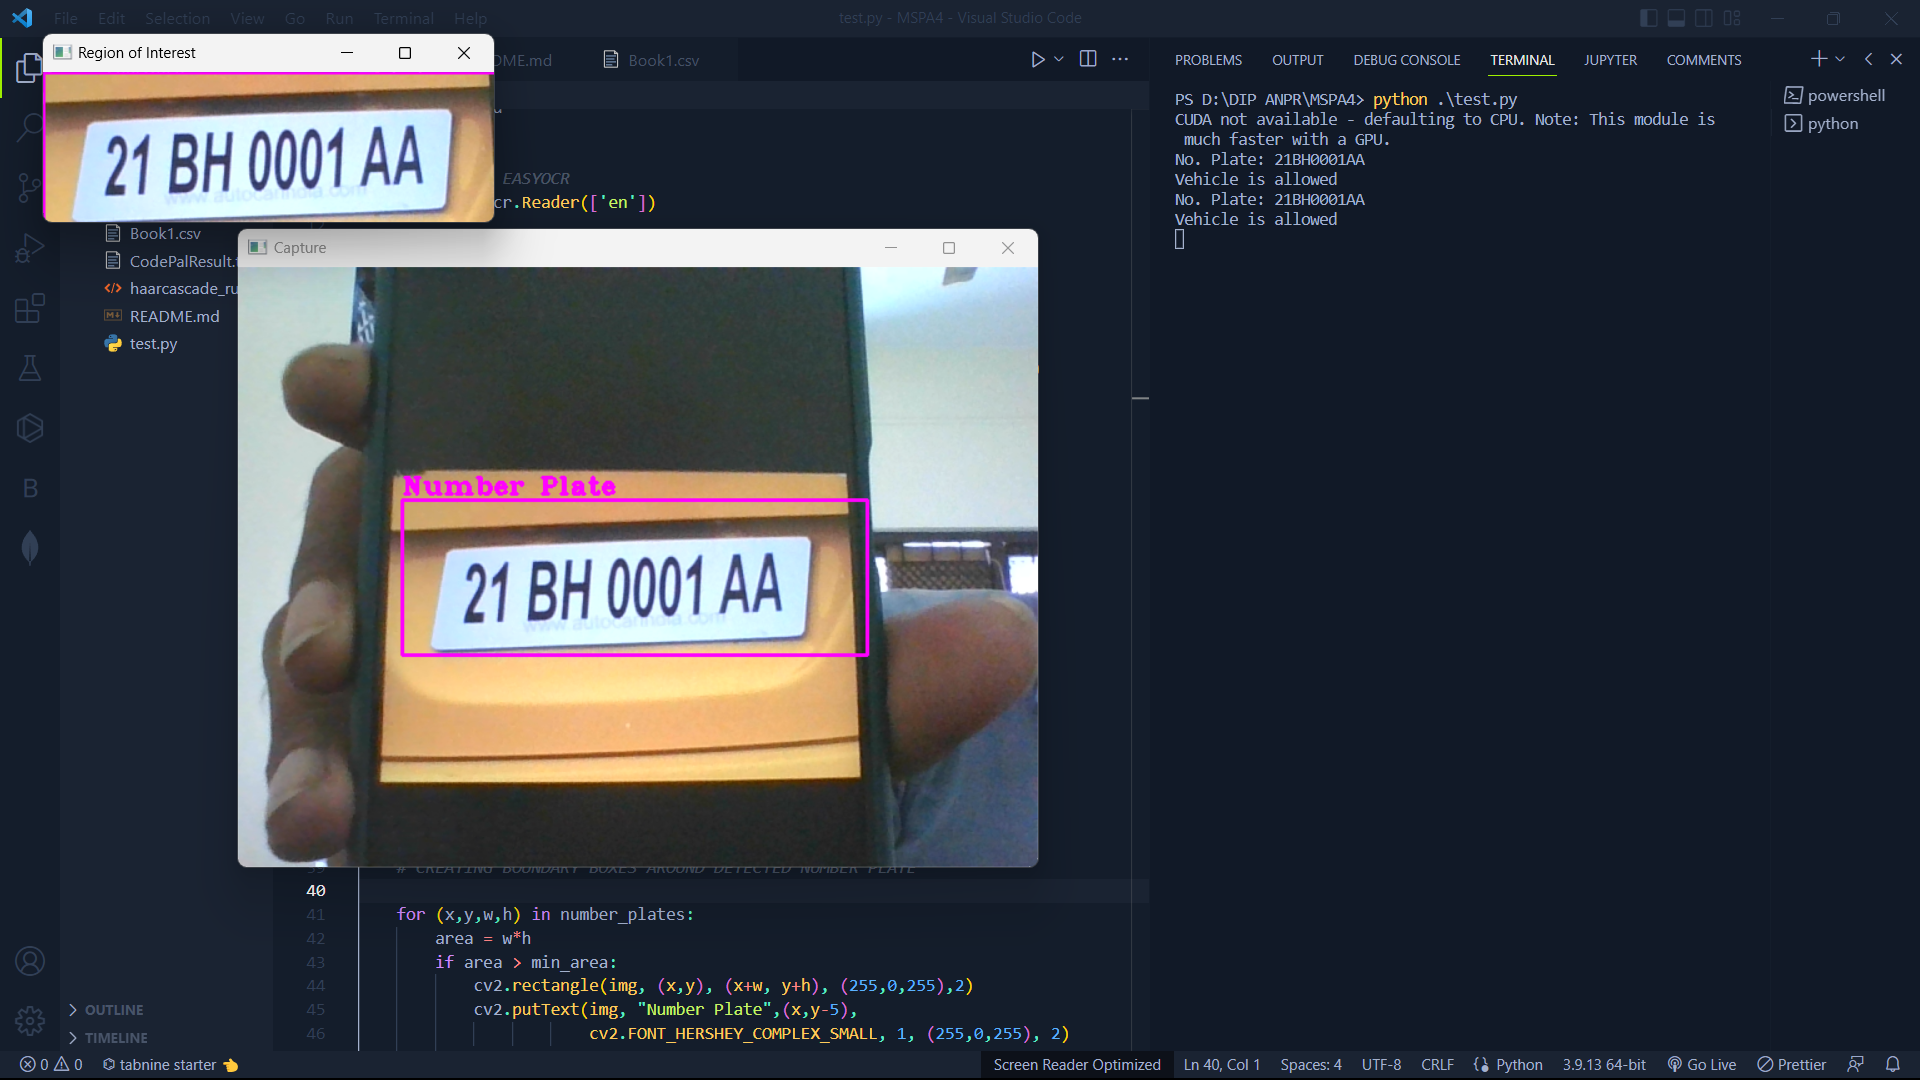 File Edit Selection View Go Run Terminal Help
test.py - MSPA4 - Visual Studio Code
Region of Interest
21 BH 0001 AA
www.autocarindia.com
DME.md
Book1.csv
EASYOCR
cr.Reader(['en'])
Book1.csv
CodePalResult.
haarcascade_ru
README.md
test.py
Capture
Number Plate
21 BH 0001 AA
www.autocarindia.com
39 # CREATING BOUNDARY BOXES AROUND DETECTED NUMBER PLATE
40
41 for (x,y,w,h) in number_plates:
42 area = w*h
43 if area > min_area:
44 cv2.rectangle(img, (x,y), (x+w, y+h), (255,0,255),2)
45 cv2.putText(img, "Number Plate",(x,y-5),
46 cv2.FONT_HERSHEY_COMPLEX_SMALL, 1, (255,0,255), 2)
OUTLINE
TIMELINE
PROBLEMS OUTPUT DEBUG CONSOLE TERMINAL JUPYTER COMMENTS
PS D:\DIP ANPR\MSPA4> python .\test.py
CUDA not available - defaulting to CPU. Note: This module is
much faster with a GPU.
No. Plate: 21BH0001AA
Vehicle is allowed
No. Plate: 21BH0001AA
Vehicle is allowed
powershell
python
0 0 tabnine starter
Screen Reader Optimized Ln 40, Col 1 Spaces: 4 UTF-8 CRLF Python 3.9.13 64-bit Go Live Prettier